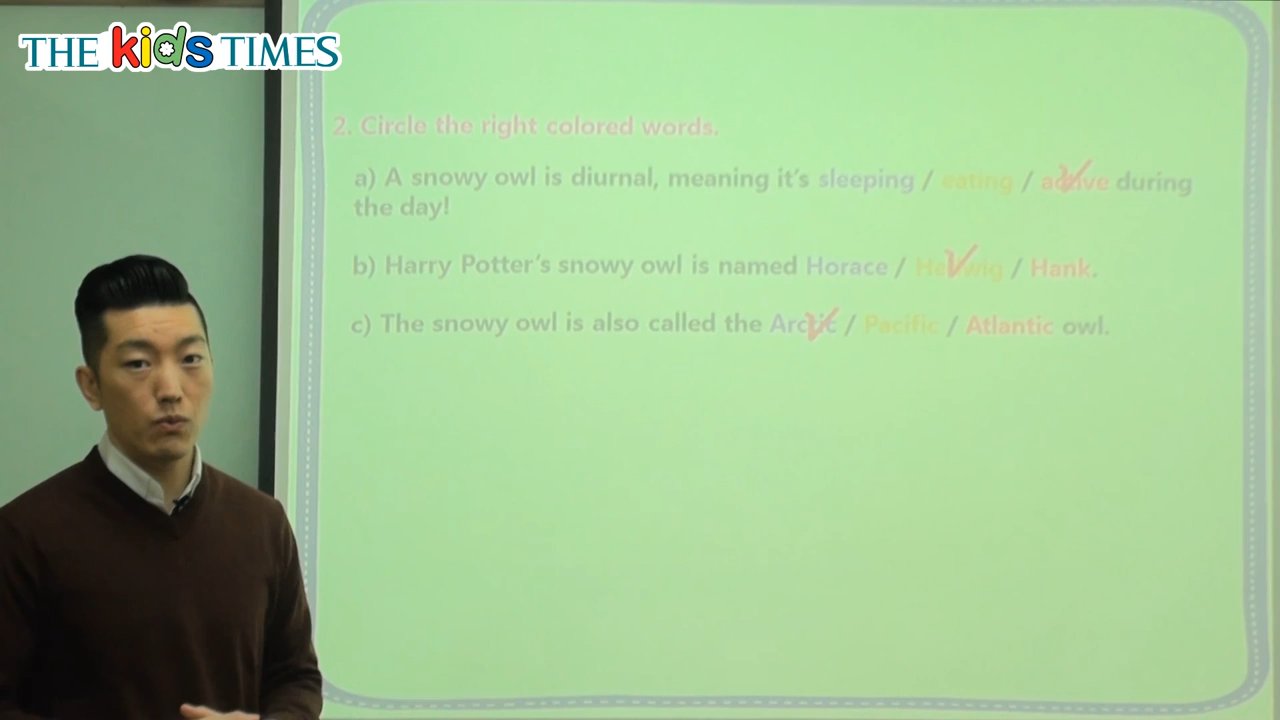 THE kids TIMES
2. Circle the right colored words.
a) A snowy owl is diurnal, meaning it's sleeping / eating / active during
the day!
b) Harry Potter's snowy owl is named Horace / Hedwig / Hank.
c) The snowy owl is also called the Arctic / Pacific / Atlantic owl.